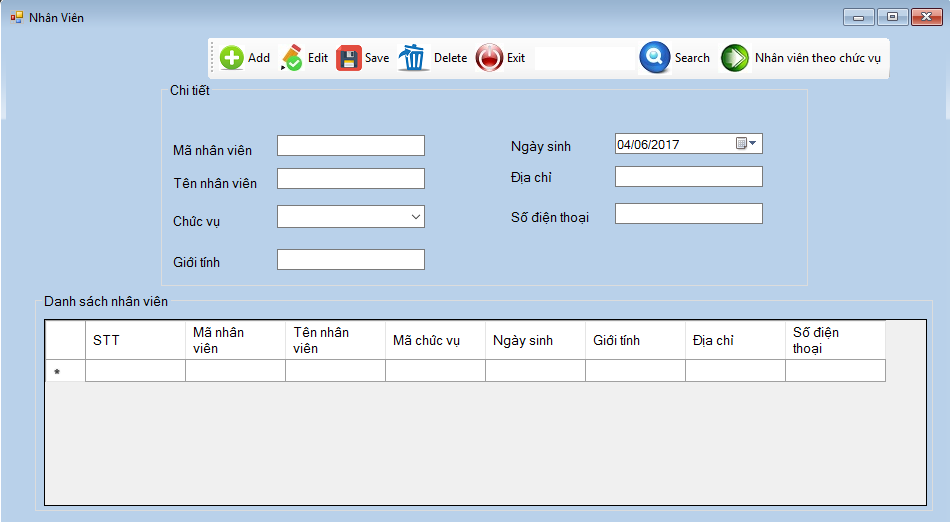 Nhân Viên
Add Edit Save Delete Exit Search Nhân viên theo chức vụ
Chi tiết
Mã nhân viên
Ngày sinh 04/06/2017
Tên nhân viên
Địa chỉ
Chức vụ
Số điện thoại
Giới tính
Danh sách nhân viên
STT Mã nhân viên Tên nhân viên Mã chức vụ Ngày sinh Giới tính Địa chỉ Số điện thoại
*